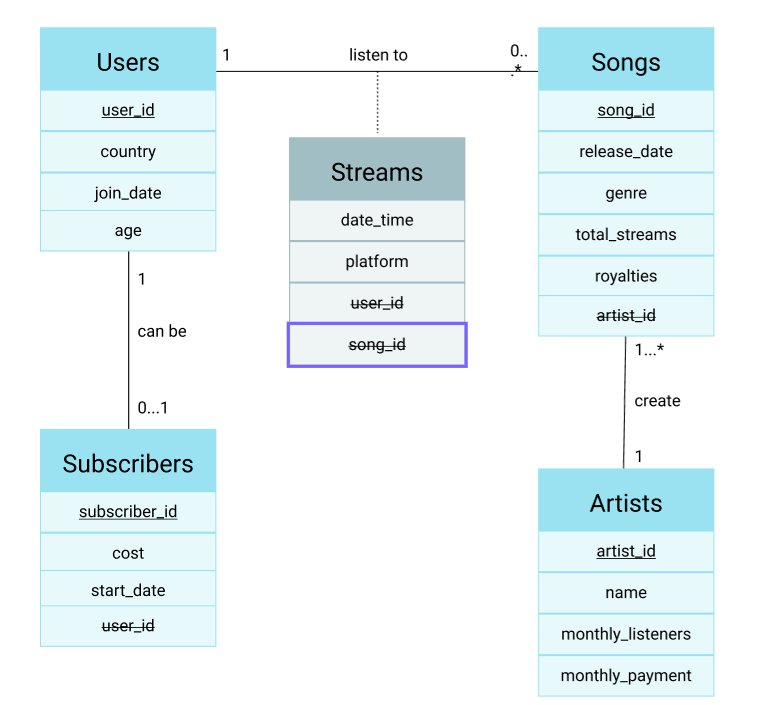 Users
user_id
country
join_date
age
1
listen to
0..
.*
Songs
song_id
release_date
genre
total_streams
royalties
artist_id
Streams
date_time
platform
user_id
song_id
1
can be
0...1
Subscribers
subscriber_id
cost
start_date
user_id
1...*
create
1
Artists
artist_id
name
monthly_listeners
monthly_payment